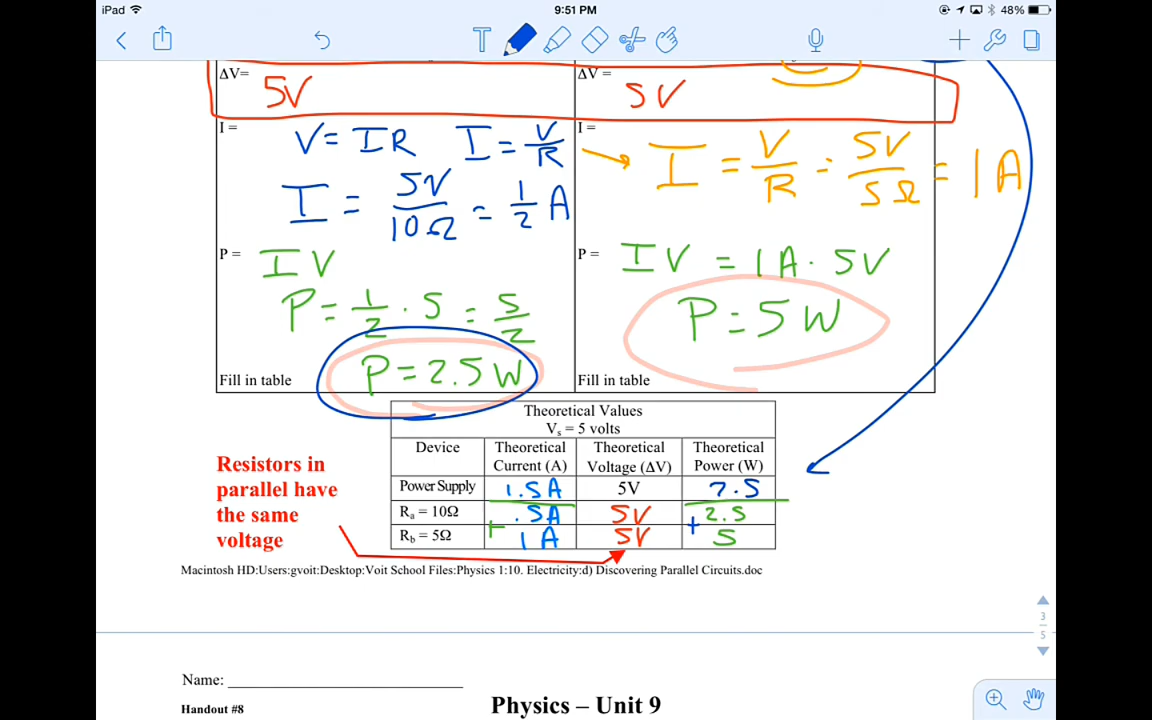 iPad 9:51 PM 48%
T
ΔV= 5V ΔV = 5V
I = V = IR I = V/R I = I = V/R = 5V/5Ω = 1A
I = 5V/10Ω = 1/2 A
P = IV P = IV = 1A · 5V
P = 1/2 · 5 = 5/2 P = 5W
P = 2.5W
Fill in table Fill in table
Theoretical Values
Vs = 5 volts
Device Theoretical Current (A) Theoretical Voltage (ΔV) Theoretical Power (W)
Power Supply 1.5A 5V 7.5
Ra = 10Ω .5A 5V 2.5
Rb = 5Ω + 1A 5V + 5
Resistors in
parallel have
the same
voltage
Macintosh HD:Users:gvoit:Desktop:Voit School Files:Physics 1:10. Electricity:d) Discovering Parallel Circuits.doc
3
5
Name: ____________________
Handout #8
Physics – Unit 9